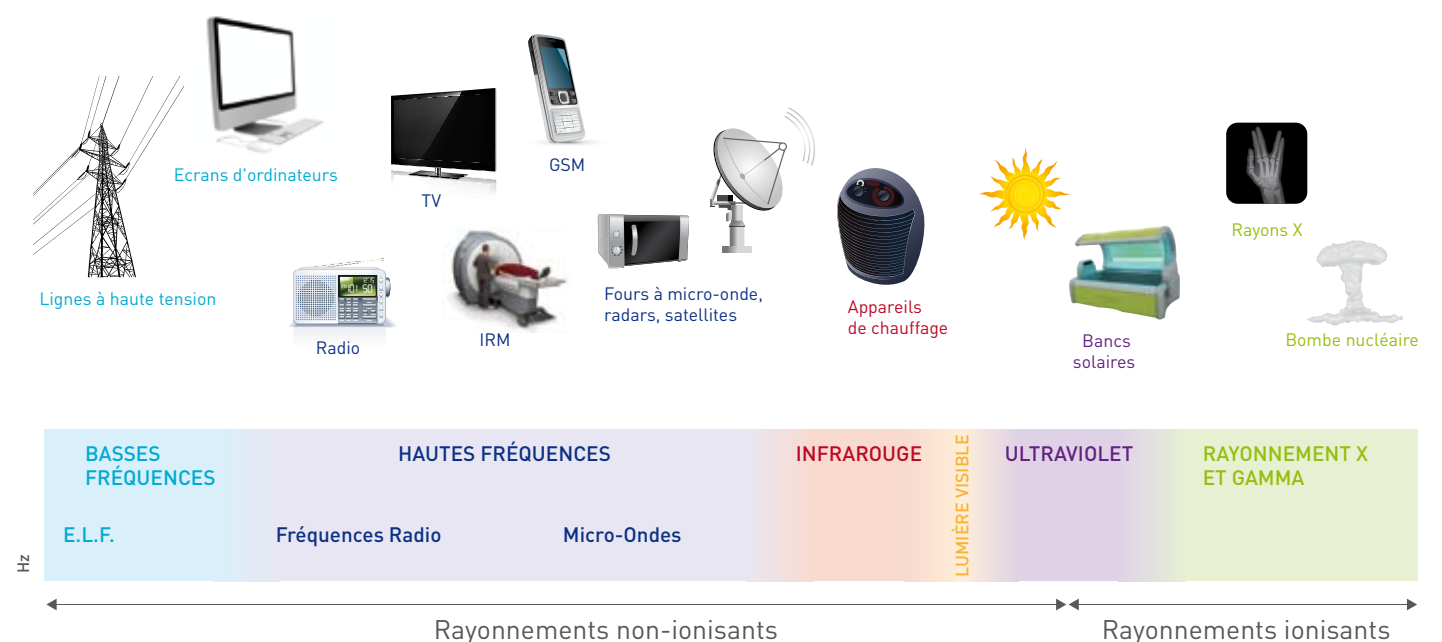 Ecrans d'ordinateurs
TV
GSM
Lignes à haute tension
Radio
101 50
IRM
Fours à micro-onde,
radars, satellites
Appareils
de chauffage
Bancs
solaires
Rayons X
Bombe nucléaire
BASSES
FRÉQUENCES
HAUTES FRÉQUENCES
INFRAROUGE
LUMIÈRE VISIBLE
ULTRAVIOLET
RAYONNEMENT X
ET GAMMA
E.L.F.
Fréquences Radio
Micro-Ondes
Hz
Rayonnements non-ionisants
Rayonnements ionisants